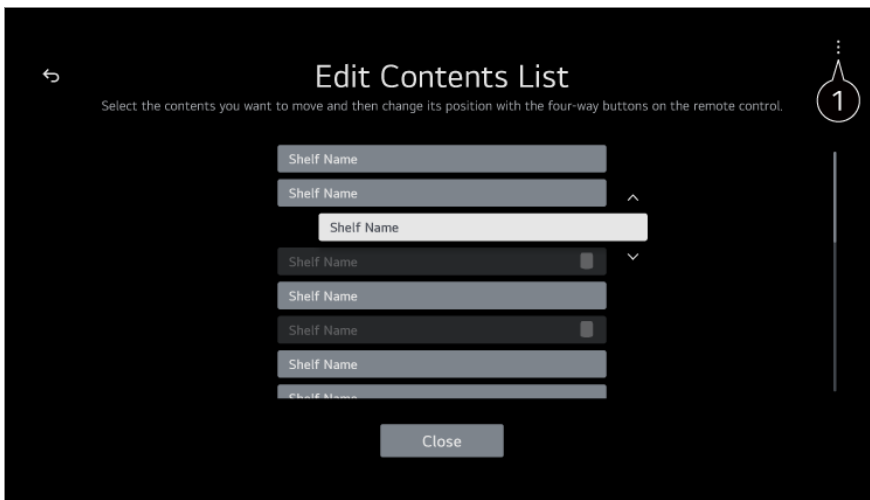 Edit Contents List
1
Select the contents you want to move and then change its position with the four-way buttons on the remote control.
Shelf Name
Shelf Name
Shelf Name
Shelf Name
Shelf Name
Shelf Name
Shelf Name
Shelf Name
Close